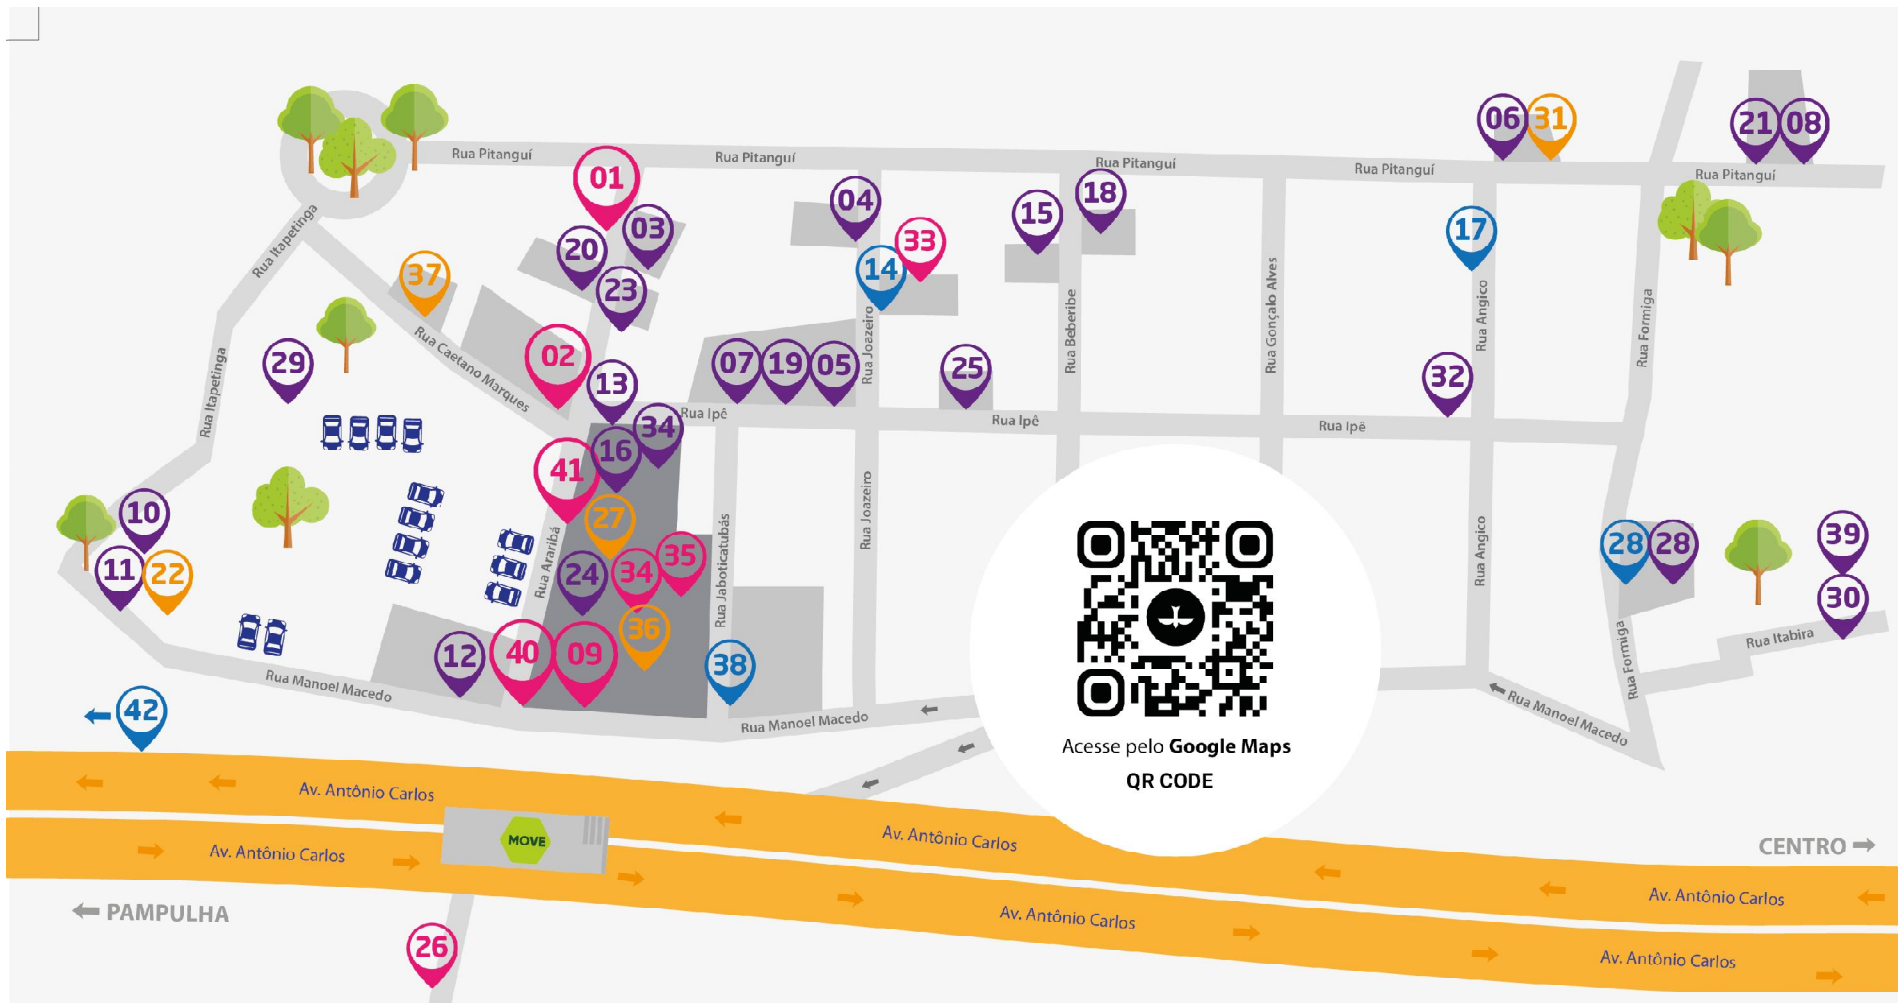 06 31
21 08
Rua Pitanguí
Rua Pitanguí
Rua Pitanguí
Rua Pitanguí
Rua Pitanguí
01
04
18
15
03
20
33
14
17
23
37
Rua Itapetinga
Rua Caetano Marques
Rua Itapetinga
29
02
13
07 19 05
Rua Joazeiro
25
Rua Beberibe
Rua Gonçalo Alves
Rua Angico
32
Rua Formiga
Rua Ipê
Rua Ipê
Rua Ipê
34
16
41
27
24
34
35
36
Rua Araribá
Rua Jaboticatubás
Rua Joazeiro
Rua Angico
10
11 22
28 28
39
30
Rua Itabira
Rua Formiga
12
40 09
38
Rua Manoel Macedo
Rua Manoel Macedo
Rua Manoel Macedo
42
Acesse pelo Google Maps
QR CODE
Av. Antônio Carlos
Av. Antônio Carlos
Av. Antônio Carlos
MOVE
Av. Antônio Carlos
Av. Antônio Carlos
Av. Antônio Carlos
CENTRO
PAMPULHA
26